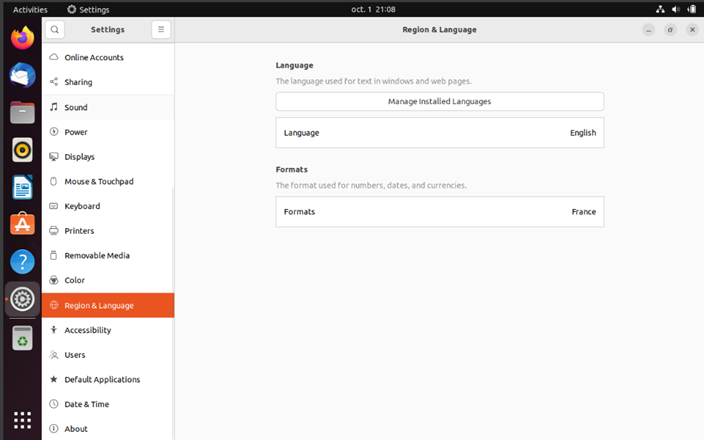 Activities
Settings
oct. 1 21:08
Settings
Region & Language
Online Accounts
Sharing
Sound
Power
Displays
Mouse & Touchpad
Keyboard
Printers
Removable Media
Color
Region & Language
Accessibility
Users
Default Applications
Date & Time
About
Language
The language used for text in windows and web pages.
Manage Installed Languages
Language English
Formats
The format used for numbers, dates, and currencies.
Formats France